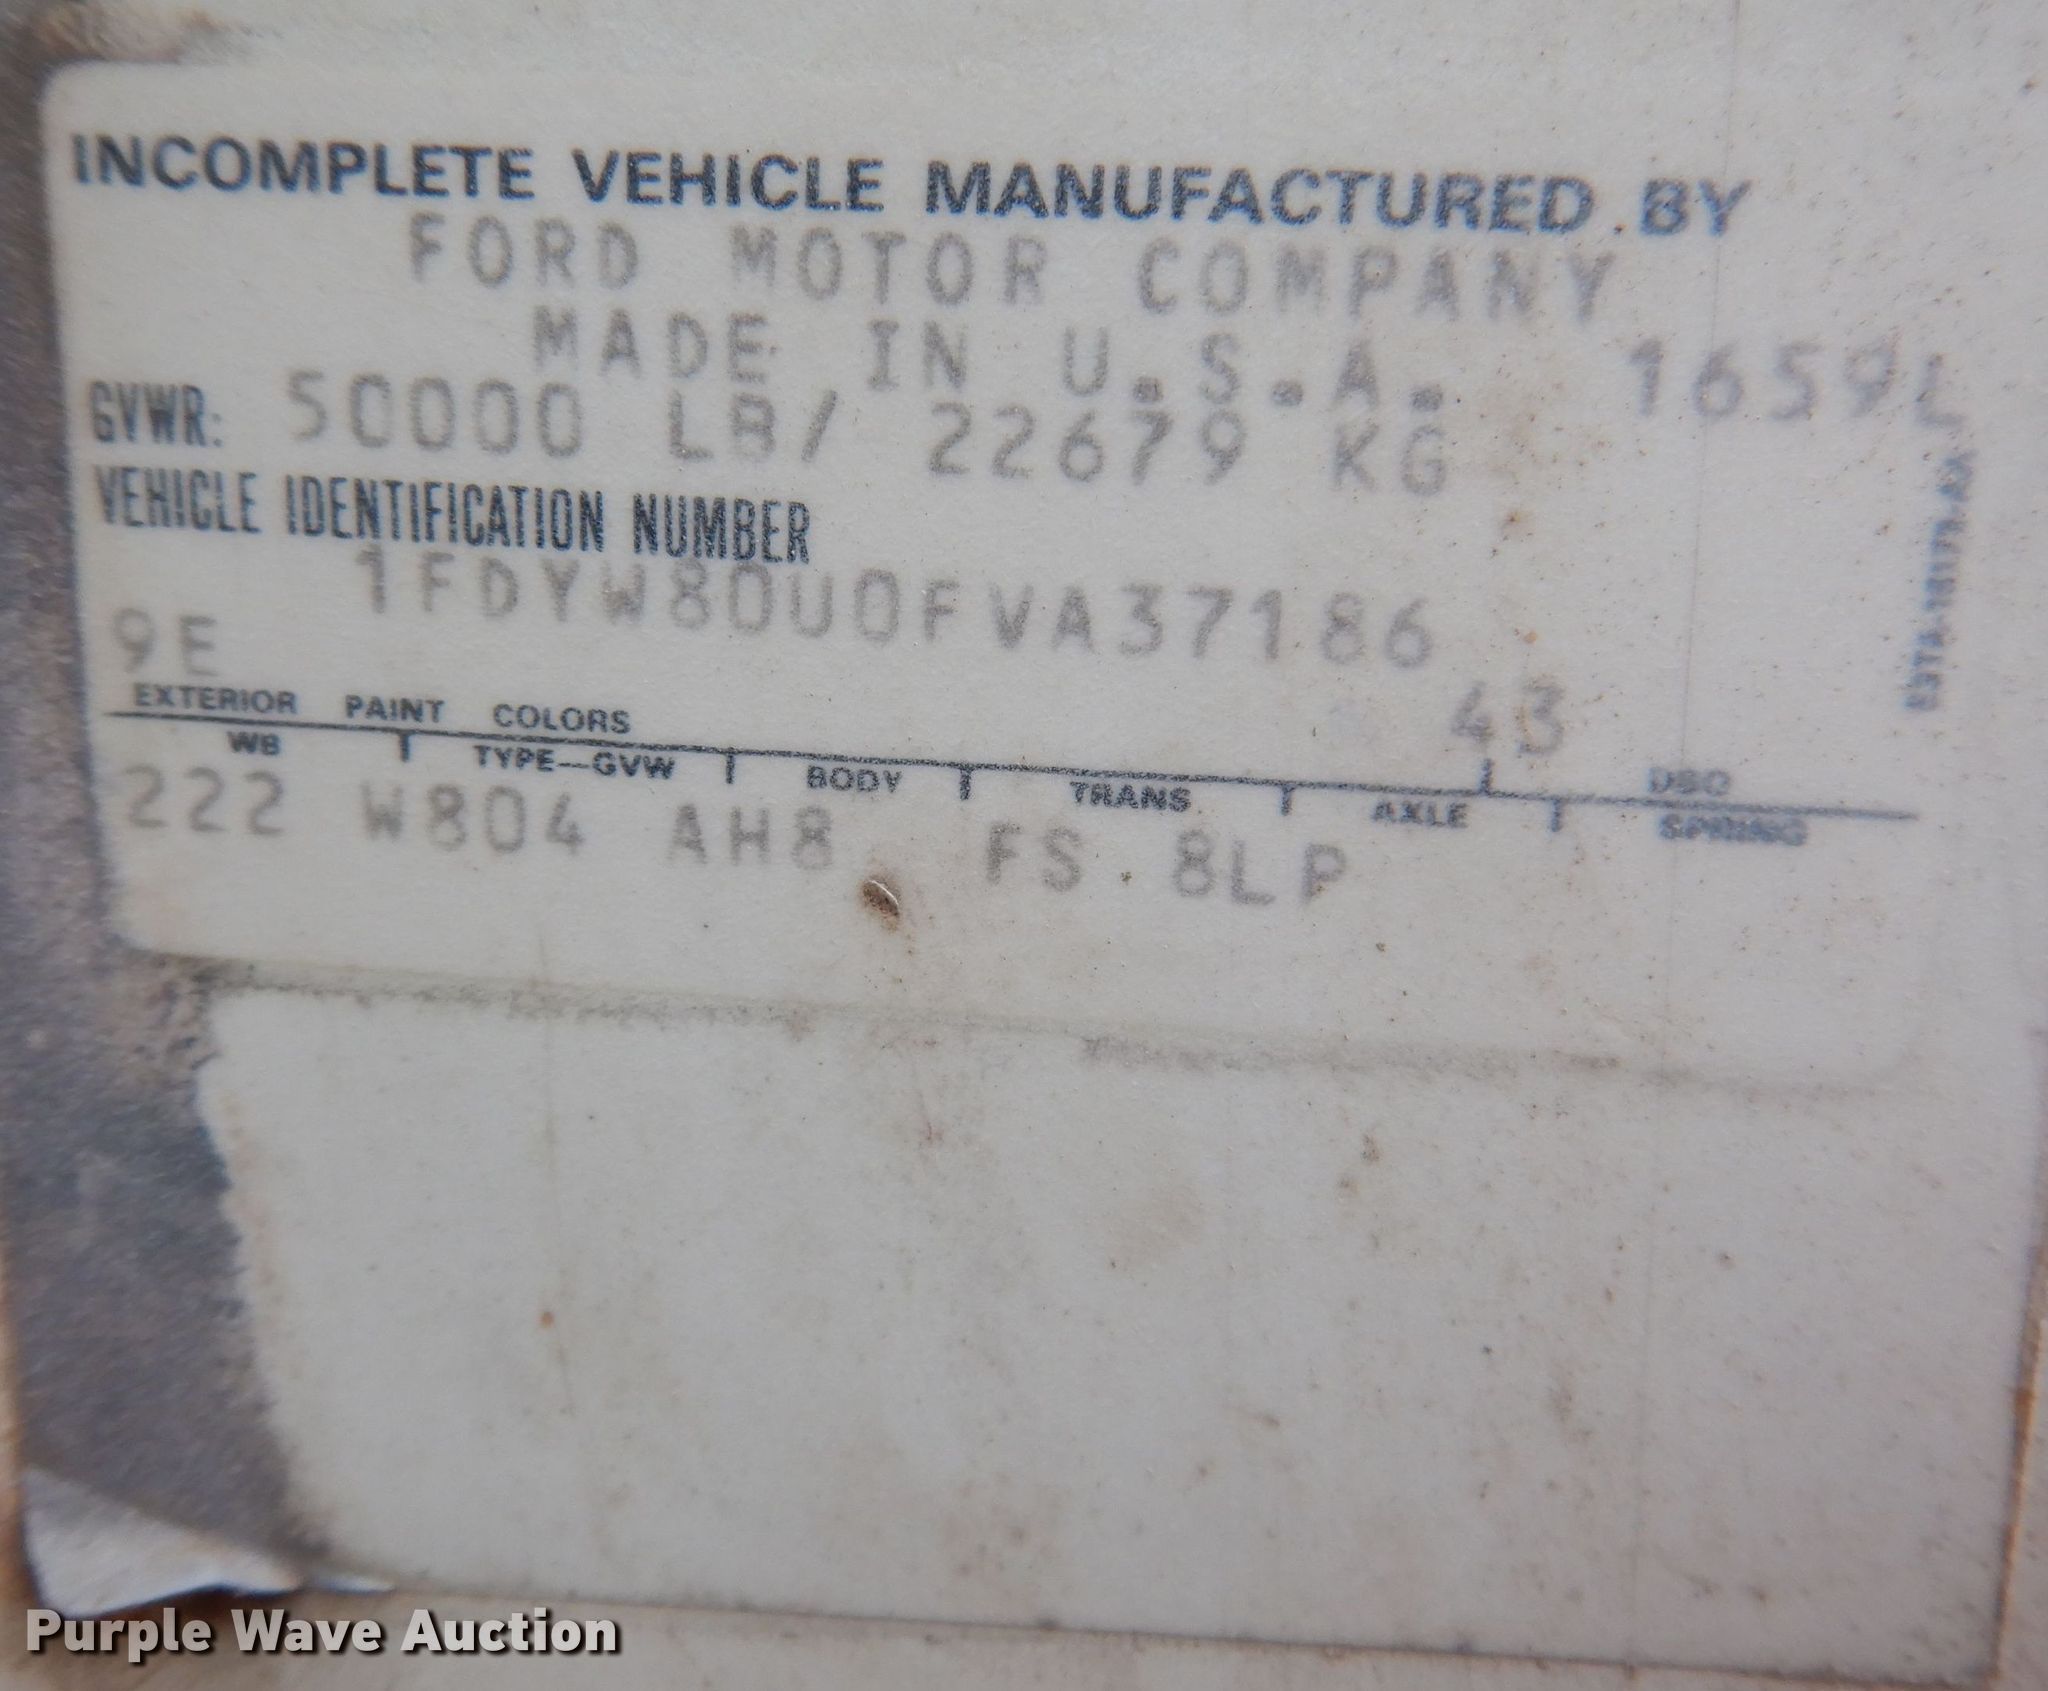 INCOMPLETE VEHICLE MANUFACTURED BY
FORD MOTOR COMPANY
MADE IN U.S.A. 1659L
GVWR: 50000 LB/ 22679 KG
VEHICLE IDENTIFICATION NUMBER
1FDYW80U0FVA37186
9E
43
EXTERIOR PAINT COLORS DSO
WB TYPE-GVW BODY TRANS AXLE SPRING
222 W804 AH8 FS 8LP
Purple Wave Auction